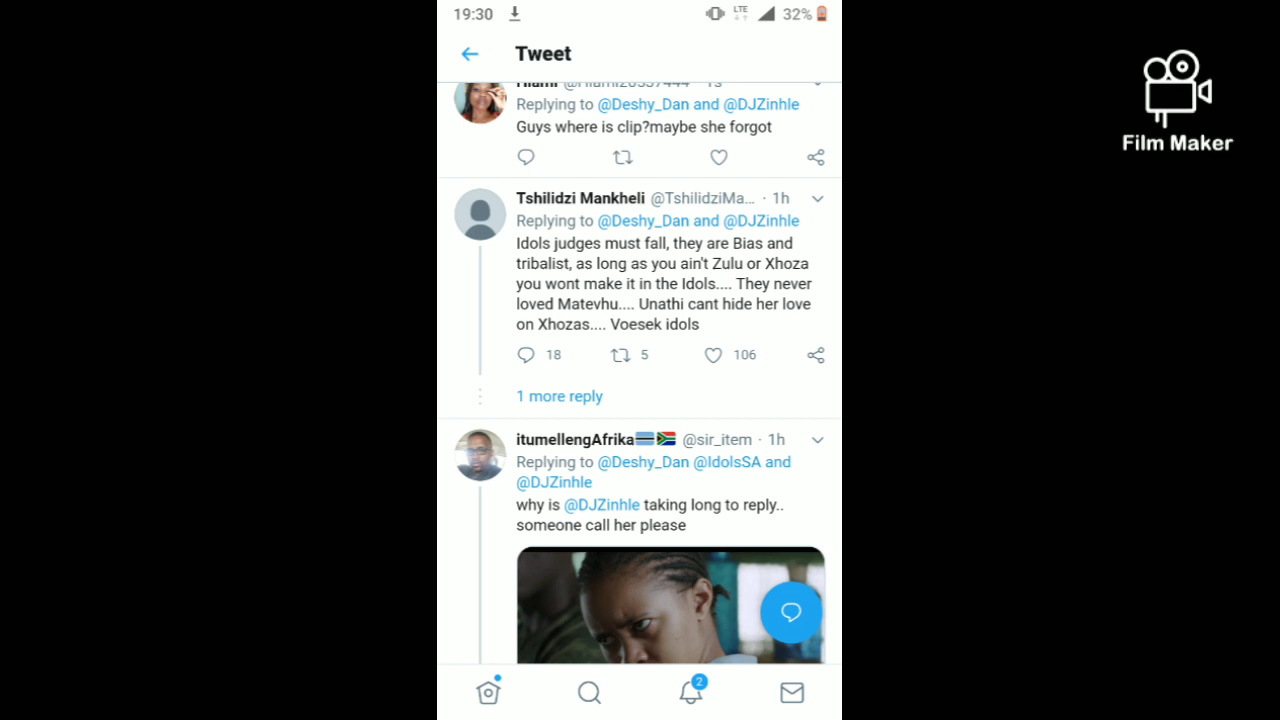 19:30
LTE
32%
Tweet
Replying to @Deshy_Dan and @DJZinhle
Guys where is clip?maybe she forgot
Tshilidzi Mankheli @TshilidziMa... · 1h
Replying to @Deshy_Dan and @DJZinhle
Idols judges must fall, they are Bias and
tribalist, as long as you ain't Zulu or Xhoza
you wont make it in the Idols.... They never
loved Matevhu.... Unathi cant hide her love
on Xhozas.... Voesek idols
18
5
106
1 more reply
itumellengAfrika🇧🇼🇿🇦 @sir_item · 1h
Replying to @Deshy_Dan @IdolsSA and
@DJZinhle
why is @DJZinhle taking long to reply..
someone call her please
2
Film Maker